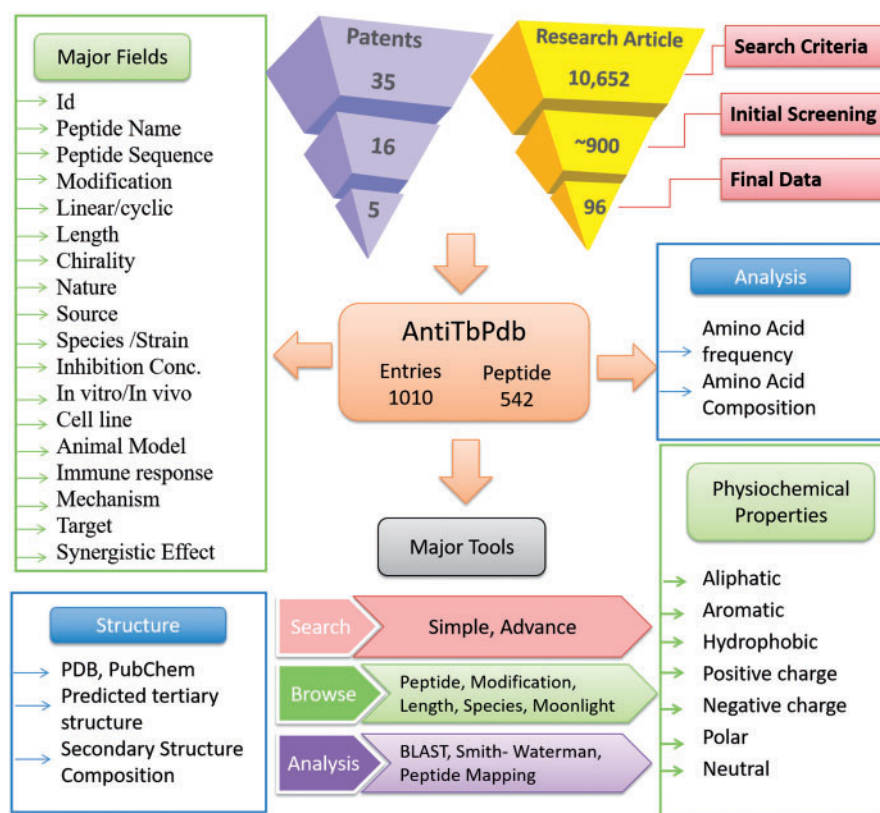 Major Fields
Id
Peptide Name
Peptide Sequence
Modification
Linear/cyclic
Length
Chirality
Nature
Source
Species /Strain
Inhibition Conc.
In vitro/In vivo
Cell line
Animal Model
Immune response
Mechanism
Target
Synergistic Effect
Patents
35
16
5
Research Article
10,652
~900
96
Search Criteria
Initial Screening
Final Data
AntiTbPdb
Entries Peptide
1010 542
Analysis
Amino Acid
frequency
Amino Acid
Composition
Major Tools
Structure
PDB, PubChem
Predicted tertiary
structure
Secondary Structure
Composition
Search
Simple, Advance
Browse
Peptide, Modification,
Length, Species, Moonlight
Analysis
BLAST, Smith- Waterman,
Peptide Mapping
Physiochemical
Properties
Aliphatic
Aromatic
Hydrophobic
Positive charge
Negative charge
Polar
Neutral